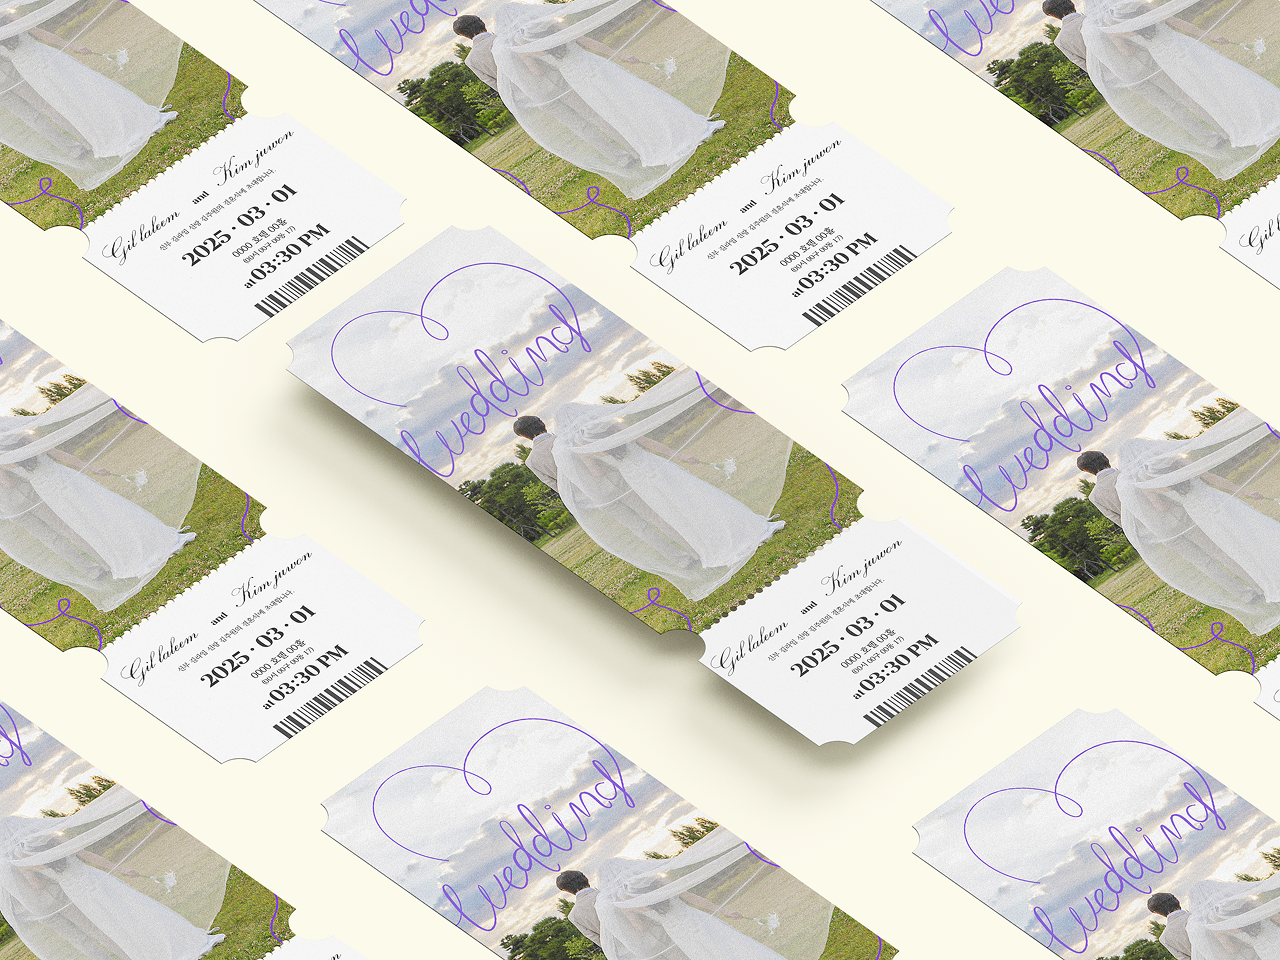 wedding
Gil laleem and Kim juwon
신부 길라임 신랑 김주원의 결혼식에 초대합니다.
2025 · 03 · 01
0000 호텔 00홀
(00시 00구 00동 17)
at 03:30 PM